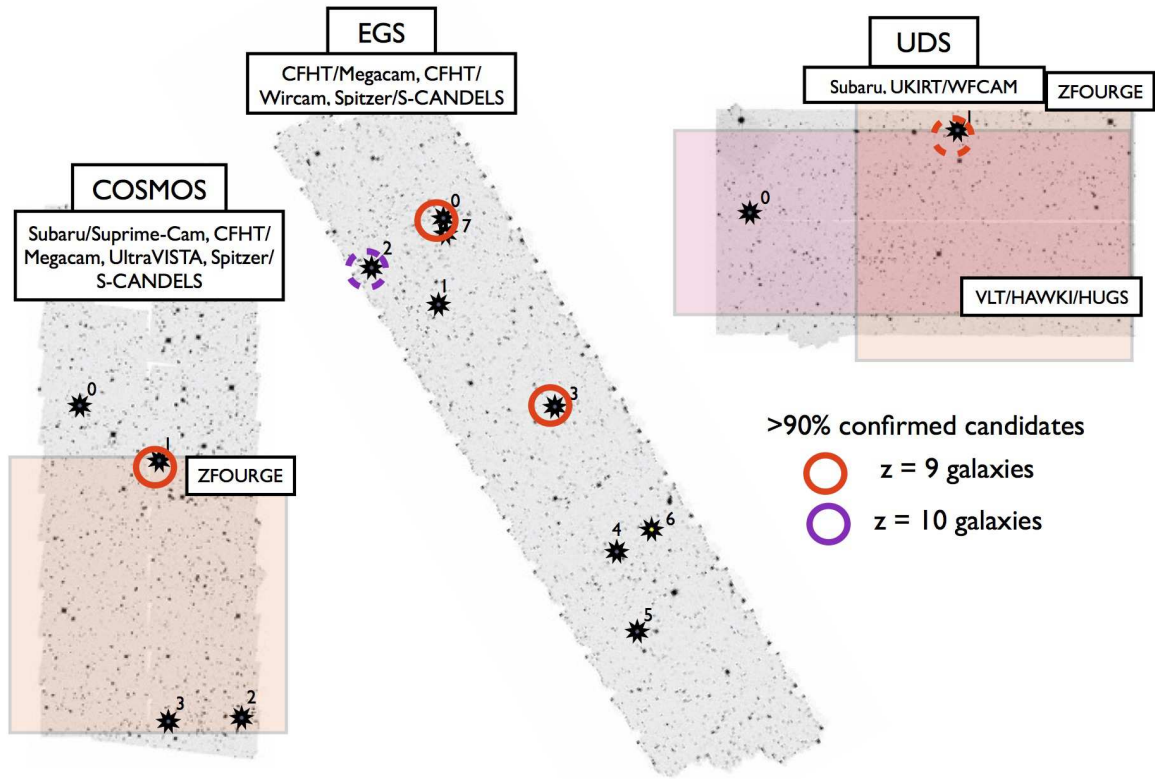 EGS
CFHT/Megacam, CFHT/
Wircam, Spitzer/S-CANDELS
0
7
2
1
3
4
6
5
COSMOS
Subaru/Suprime-Cam, CFHT/
Megacam, UltraVISTA, Spitzer/
S-CANDELS
0
1
ZFOURGE
3
2
UDS
Subaru, UKIRT/WFCAM
ZFOURGE
1
0
VLT/HAWKI/HUGS
>90% confirmed candidates
z = 9 galaxies
z = 10 galaxies